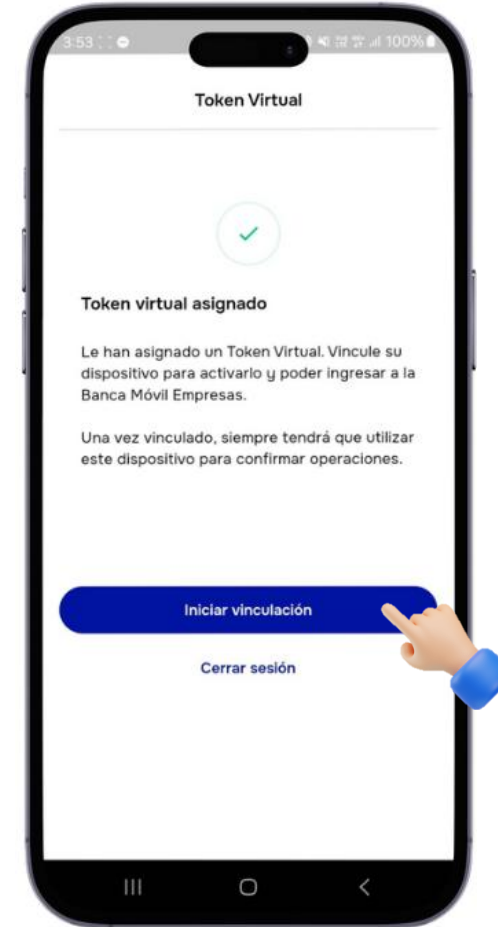 3:53
100%
Token Virtual
Token virtual asignado
Le han asignado un Token Virtual. Vincule su
dispositivo para activarlo y poder ingresar a la
Banca Móvil Empresas.
Una vez vinculado, siempre tendrá que utilizar
este dispositivo para confirmar operaciones.
Iniciar vinculación
Cerrar sesión